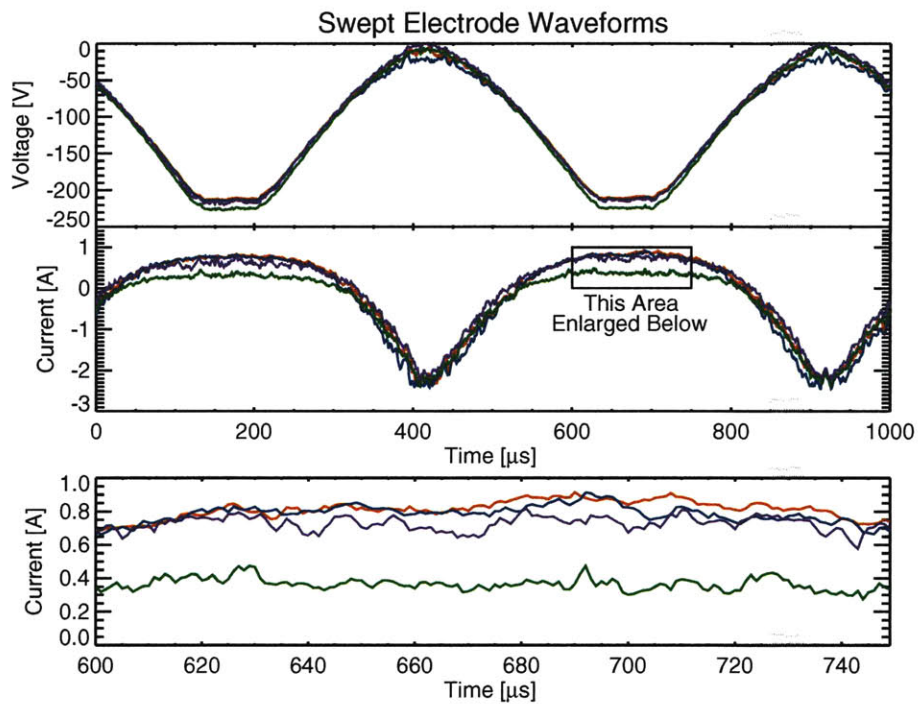 Swept Electrode Waveforms
Voltage [V]
0
-50
-100
-150
-200
-250
Current [A]
1
0
-1
-2
-3
This Area
Enlarged Below
0 200 400 600 800 1000
Time [μs]
Current [A]
1.0
0.8
0.6
0.4
0.2
0.0
600 620 640 660 680 700 720 740
Time [μs]